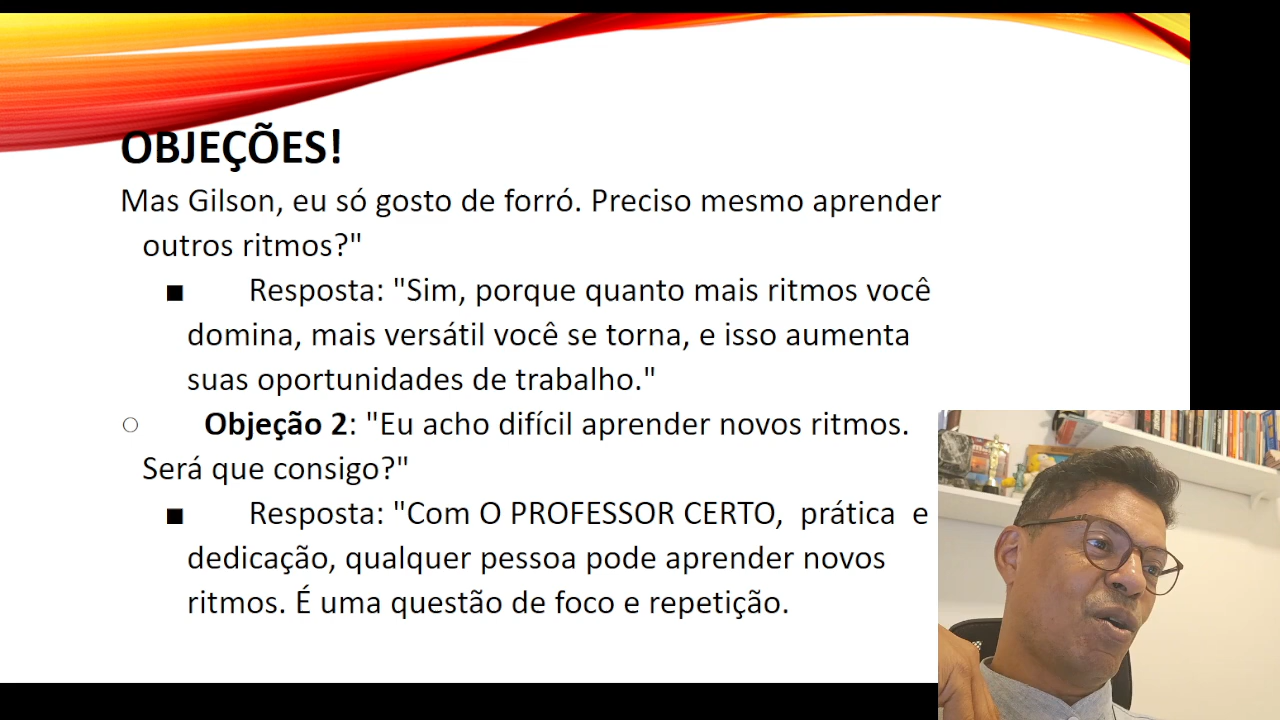 OBJEÇÕES!
Mas Gilson, eu só gosto de forró. Preciso mesmo aprender
outros ritmos?"
■ Resposta: "Sim, porque quanto mais ritmos você
domina, mais versátil você se torna, e isso aumenta
suas oportunidades de trabalho."
○ Objeção 2: "Eu acho difícil aprender novos ritmos.
Será que consigo?"
■ Resposta: "Com O PROFESSOR CERTO, prática e
dedicação, qualquer pessoa pode aprender novos
ritmos. É uma questão de foco e repetição.